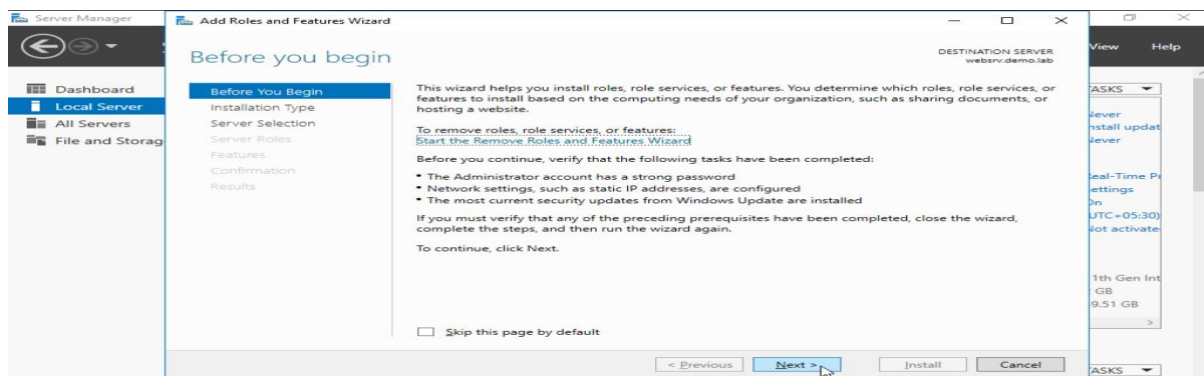 Server Manager
Add Roles and Features Wizard
View
Help
Before you begin
DESTINATION SERVER
websrv.demo.lab
Dashboard
Local Server
All Servers
File and Storag
Before You Begin
Installation Type
Server Selection
Server Roles
Features
Confirmation
Results
This wizard helps you install roles, role services, or features. You determine which roles, role services, or
features to install based on the computing needs of your organization, such as sharing documents, or
hosting a website.
To remove roles, role services, or features:
Start the Remove Roles and Features Wizard
Before you continue, verify that the following tasks have been completed:
• The Administrator account has a strong password
• Network settings, such as static IP addresses, are configured
• The most current security updates from Windows Update are installed
If you must verify that any of the preceding prerequisites have been completed, close the wizard,
complete the steps, and then run the wizard again.
To continue, click Next.
Skip this page by default
< Previous
Next >
Install
Cancel
ASKS
lever
nstall updat
lever
eal-Time Pr
ettings
On
UTC+05:30)
Not activate
1th Gen Int
GB
9.51 GB
ASKS